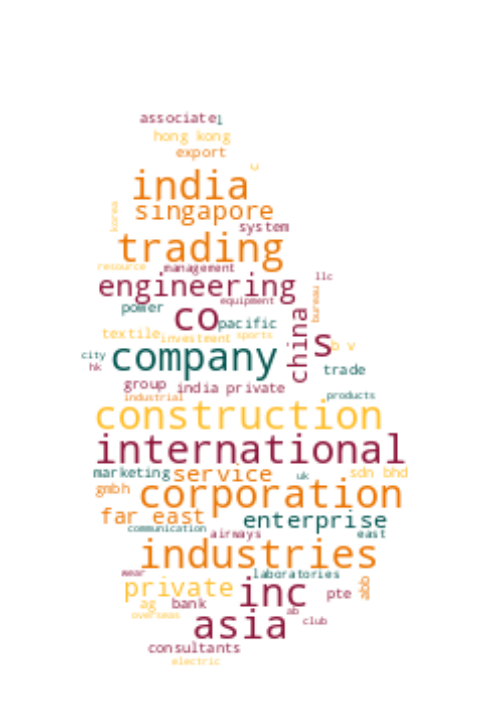 associate l
hong kong
export
u
india
korea
singapore
system
trading
resource management
engineering
llc
equipment
bureau
power
co
pacific
china
s
textile
investment
sports
b v
city
company
hk
trade
group
india private
industrial
products
construction
international
marketing
service
uk
sdn bhd
gmbh
corporation
far east
enterprise
communication
airways
east
industries
wear
laboratories
private
inc
pte
abb
ag
bank
ab
overseas
asia
club
consultants
electric